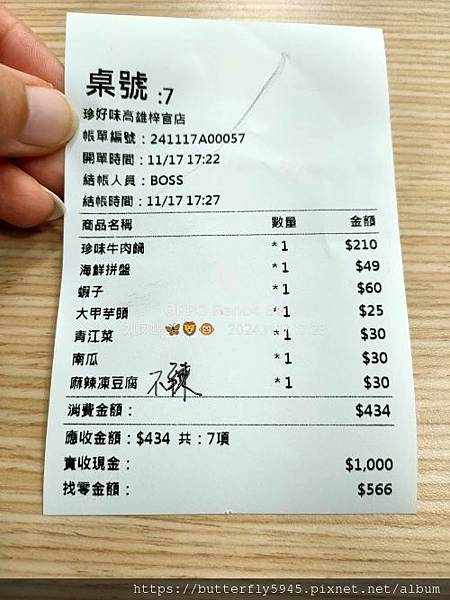 桌號 :7
珍好味高雄梓官店
帳單編號：241117A00057
開單時間：11/17 17:22
結帳人員：BOSS
結帳時間：11/17 17:27
商品名稱 數量 金額
珍味牛肉鍋 *1 $210
海鮮拼盤 *1 $49
蝦子 *1 $60
大甲芋頭 *1 $25
青江菜 *1 $30
南瓜 *1 $30
麻辣凍豆腐 不辣 *1 $30
消費金額： $434
應收金額：$434 共：7項
實收現金： $1,000
找零金額： $566
OPPO Reno4
https://butterfly5945.pixnet.net/album